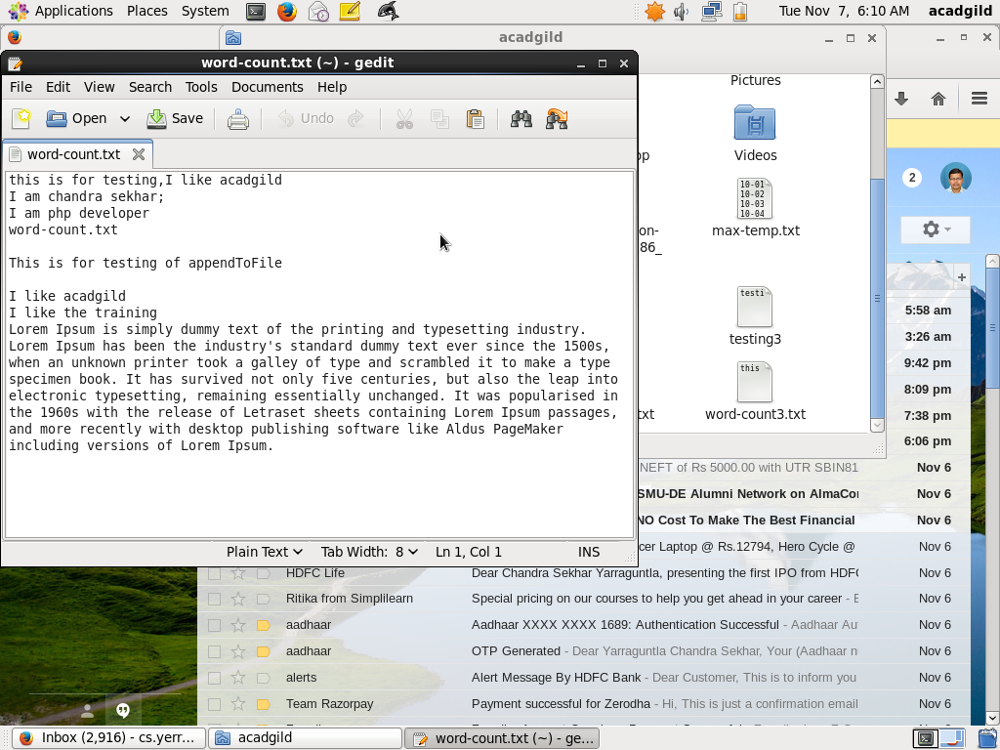 Applications Places System Tue Nov 7, 6:10 AM acadgild
acadgild
word-count.txt (~) - gedit
File Edit View Search Tools Documents Help
Open Save Undo
word-count.txt
this is for testing,I like acadgild
I am chandra sekhar;
I am php developer
word-count.txt
This is for testing of appendToFile
I like acadgild
I like the training
Lorem Ipsum is simply dummy text of the printing and typesetting industry.
Lorem Ipsum has been the industry's standard dummy text ever since the 1500s,
when an unknown printer took a galley of type and scrambled it to make a type
specimen book. It has survived not only five centuries, but also the leap into
electronic typesetting, remaining essentially unchanged. It was popularised in
the 1960s with the release of Letraset sheets containing Lorem Ipsum passages,
and more recently with desktop publishing software like Aldus PageMaker
including versions of Lorem Ipsum.
Plain Text Tab Width: 8 Ln 1, Col 1 INS
Pictures
Videos
10-01
10-02
10-03
10-04
max-temp.txt
testi
testing3
this
word-count3.txt
op
on-
86_
txt
2
+
5:58 am
3:26 am
9:42 pm
8:09 pm
7:38 pm
6:06 pm
NEFT of Rs 5000.00 with UTR SBIN81 Nov 6
SMU-DE Alumni Network on AlmaCon Nov 6
NO Cost To Make The Best Financial Nov 6
cer Laptop @ Rs.12794, Hero Cycle @ Nov 6
HDFC Life Dear Chandra Sekhar Yarraguntla, presenting the first IPO from HDFC Nov 6
Ritika from Simplilearn Special pricing on our courses to help you get ahead in your career - E Nov 6
aadhaar Aadhaar XXXX XXXX 1689: Authentication Successful - Aadhaar Au Nov 6
aadhaar OTP Generated - Dear Yarraguntla Chandra Sekhar, Your (Aadhaar n Nov 6
alerts Alert Message By HDFC Bank - Dear Customer, This is to inform you Nov 6
Team Razorpay Payment successful for Zerodha - Hi, This is just a confirmation email Nov 6
Inbox (2,916) - cs.yerr... acadgild word-count.txt (~) - ge...